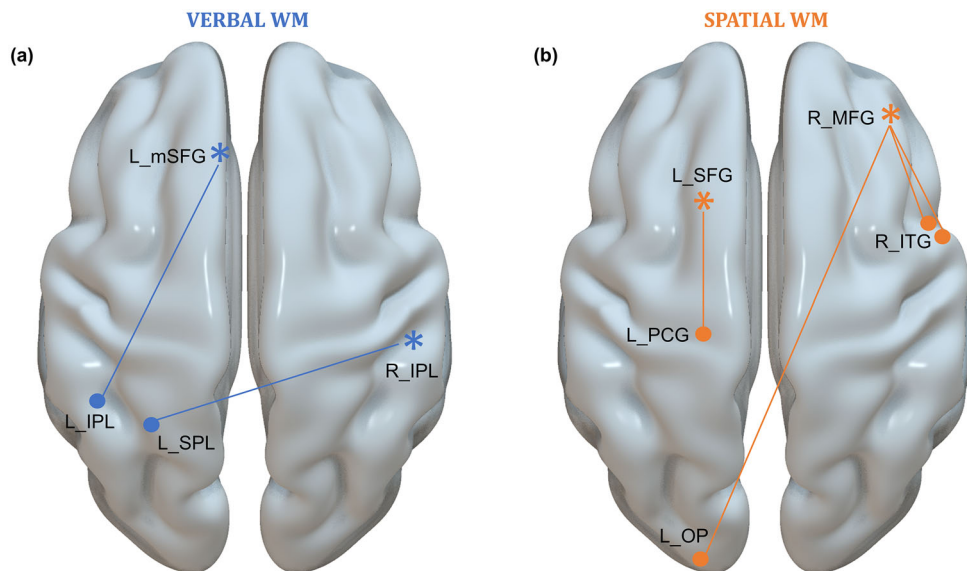 VERBAL WM
SPATIAL WM
(a)
(b)
L_mSFG
R_MFG
L_SFG
R_ITG
L_PCG
R_IPL
L_IPL
L_SPL
L_OP